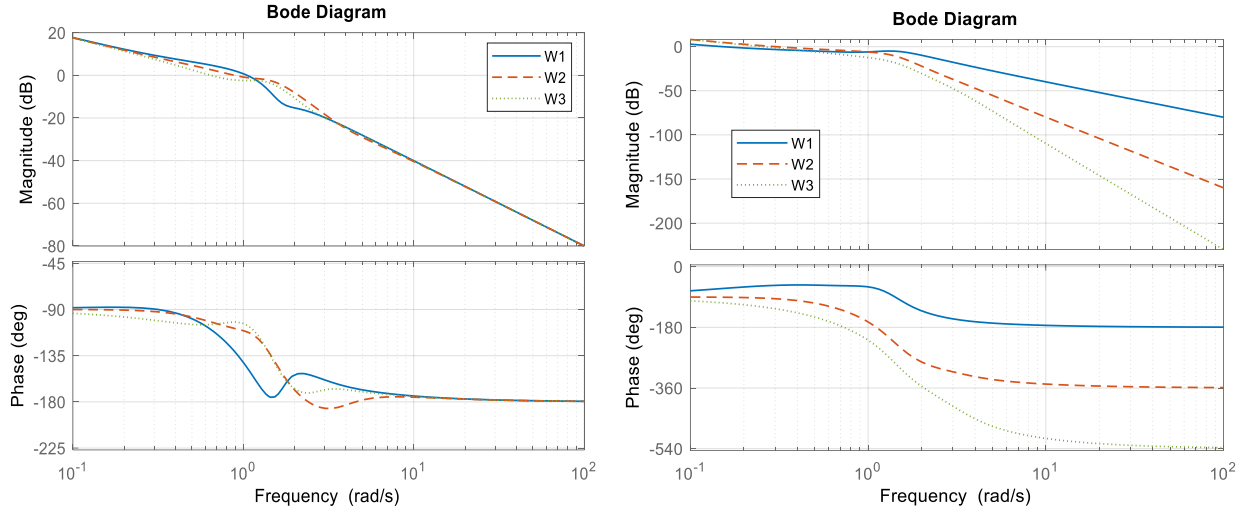 Bode Diagram
Magnitude (dB)
20
0
-20
-40
-60
-80
W1
W2
W3
Phase (deg)
-45
-90
-135
-180
-225
10^-1
10^0
10^1
10^2
Frequency (rad/s)
Bode Diagram
Magnitude (dB)
0
-50
-100
-150
-200
W1
W2
W3
Phase (deg)
0
-180
-360
-540
10^-1
10^0
10^1
10^2
Frequency (rad/s)